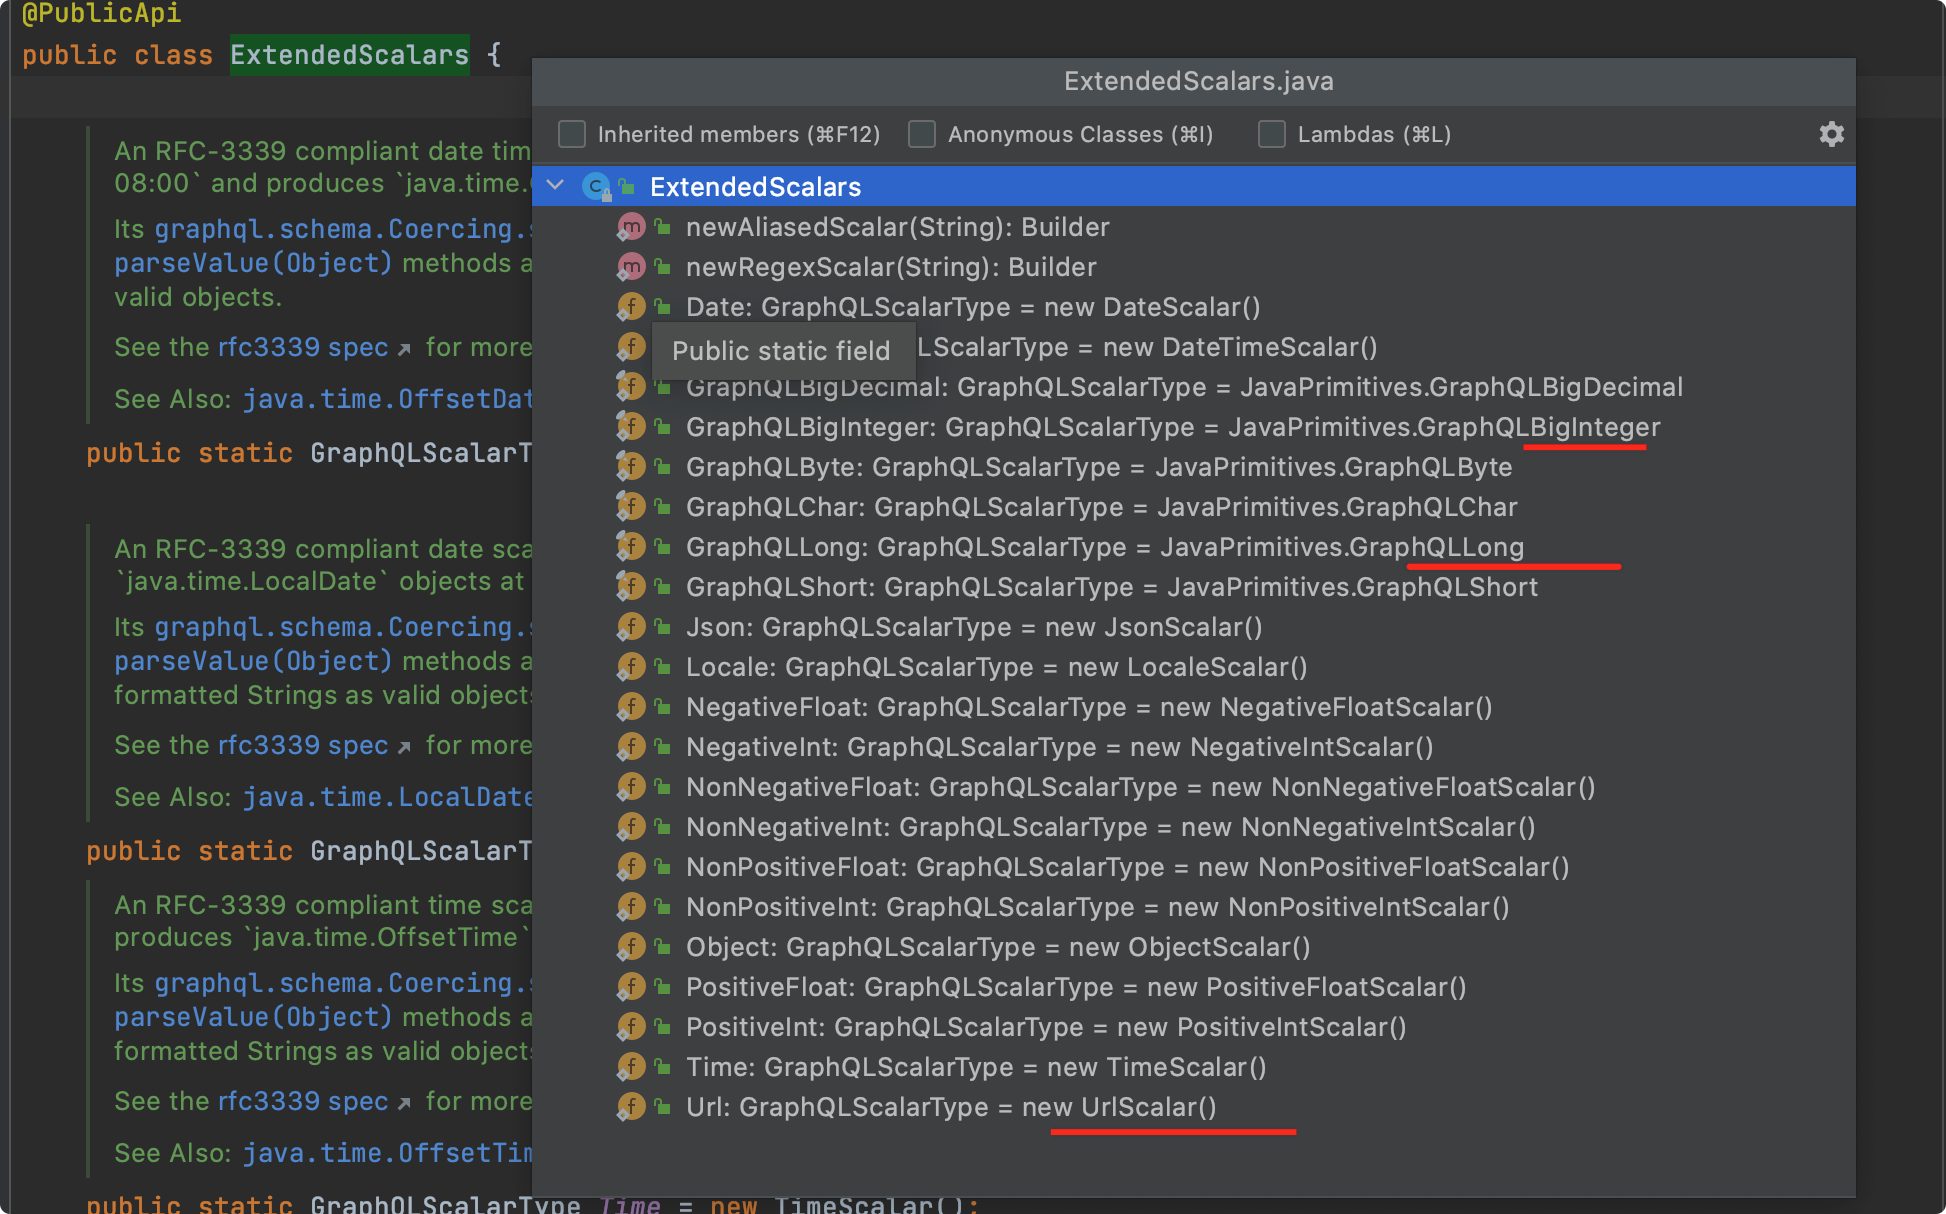 @PublicApi
public class ExtendedScalars {
ExtendedScalars.java
Inherited members (⌘F12)
Anonymous Classes (⌘I)
Lambdas (⌘L)
ExtendedScalars
newAliasedScalar(String): Builder
newRegexScalar(String): Builder
Date: GraphQLScalarType = new DateScalar()
LScalarType = new DateTimeScalar()
Public static field
GraphQLBigDecimal: GraphQLScalarType = JavaPrimitives.GraphQLBigDecimal
GraphQLBigInteger: GraphQLScalarType = JavaPrimitives.GraphQLBigInteger
GraphQLByte: GraphQLScalarType = JavaPrimitives.GraphQLByte
GraphQLChar: GraphQLScalarType = JavaPrimitives.GraphQLChar
GraphQLLong: GraphQLScalarType = JavaPrimitives.GraphQLLong
GraphQLShort: GraphQLScalarType = JavaPrimitives.GraphQLShort
Json: GraphQLScalarType = new JsonScalar()
Locale: GraphQLScalarType = new LocaleScalar()
NegativeFloat: GraphQLScalarType = new NegativeFloatScalar()
NegativeInt: GraphQLScalarType = new NegativeIntScalar()
NonNegativeFloat: GraphQLScalarType = new NonNegativeFloatScalar()
NonNegativeInt: GraphQLScalarType = new NonNegativeIntScalar()
NonPositiveFloat: GraphQLScalarType = new NonPositiveFloatScalar()
NonPositiveInt: GraphQLScalarType = new NonPositiveIntScalar()
Object: GraphQLScalarType = new ObjectScalar()
PositiveFloat: GraphQLScalarType = new PositiveFloatScalar()
PositiveInt: GraphQLScalarType = new PositiveIntScalar()
Time: GraphQLScalarType = new TimeScalar()
Url: GraphQLScalarType = new UrlScalar()
An RFC-3339 compliant date tim
08:00` and produces `java.time.
Its graphql.schema.Coercing.
parseValue(Object) methods a
valid objects.
See the rfc3339 spec ↗ for more
See Also: java.time.OffsetDat
public static GraphQLScalarT
An RFC-3339 compliant date sca
`java.time.LocalDate` objects at
Its graphql.schema.Coercing.
parseValue(Object) methods a
formatted Strings as valid objects
See the rfc3339 spec ↗ for more
See Also: java.time.LocalDate
public static GraphQLScalarT
An RFC-3339 compliant time sca
produces `java.time.OffsetTime`
Its graphql.schema.Coercing.
parseValue(Object) methods a
formatted Strings as valid objects
See the rfc3339 spec ↗ for more
See Also: java.time.OffsetTim
public static GraphQLScalarType Time = new TimeScalar();